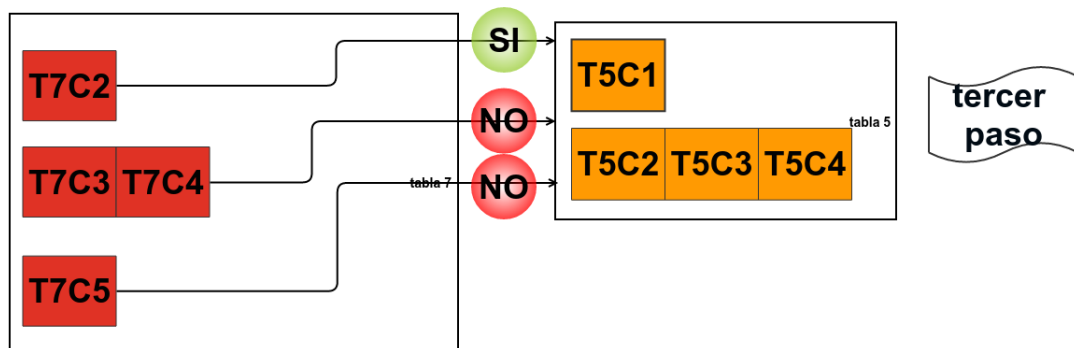 T7C2
T7C3 T7C4
T7C5
tabla 7
SI
NO
NO
T5C1
T5C2 T5C3 T5C4
tabla 5
tercer
paso